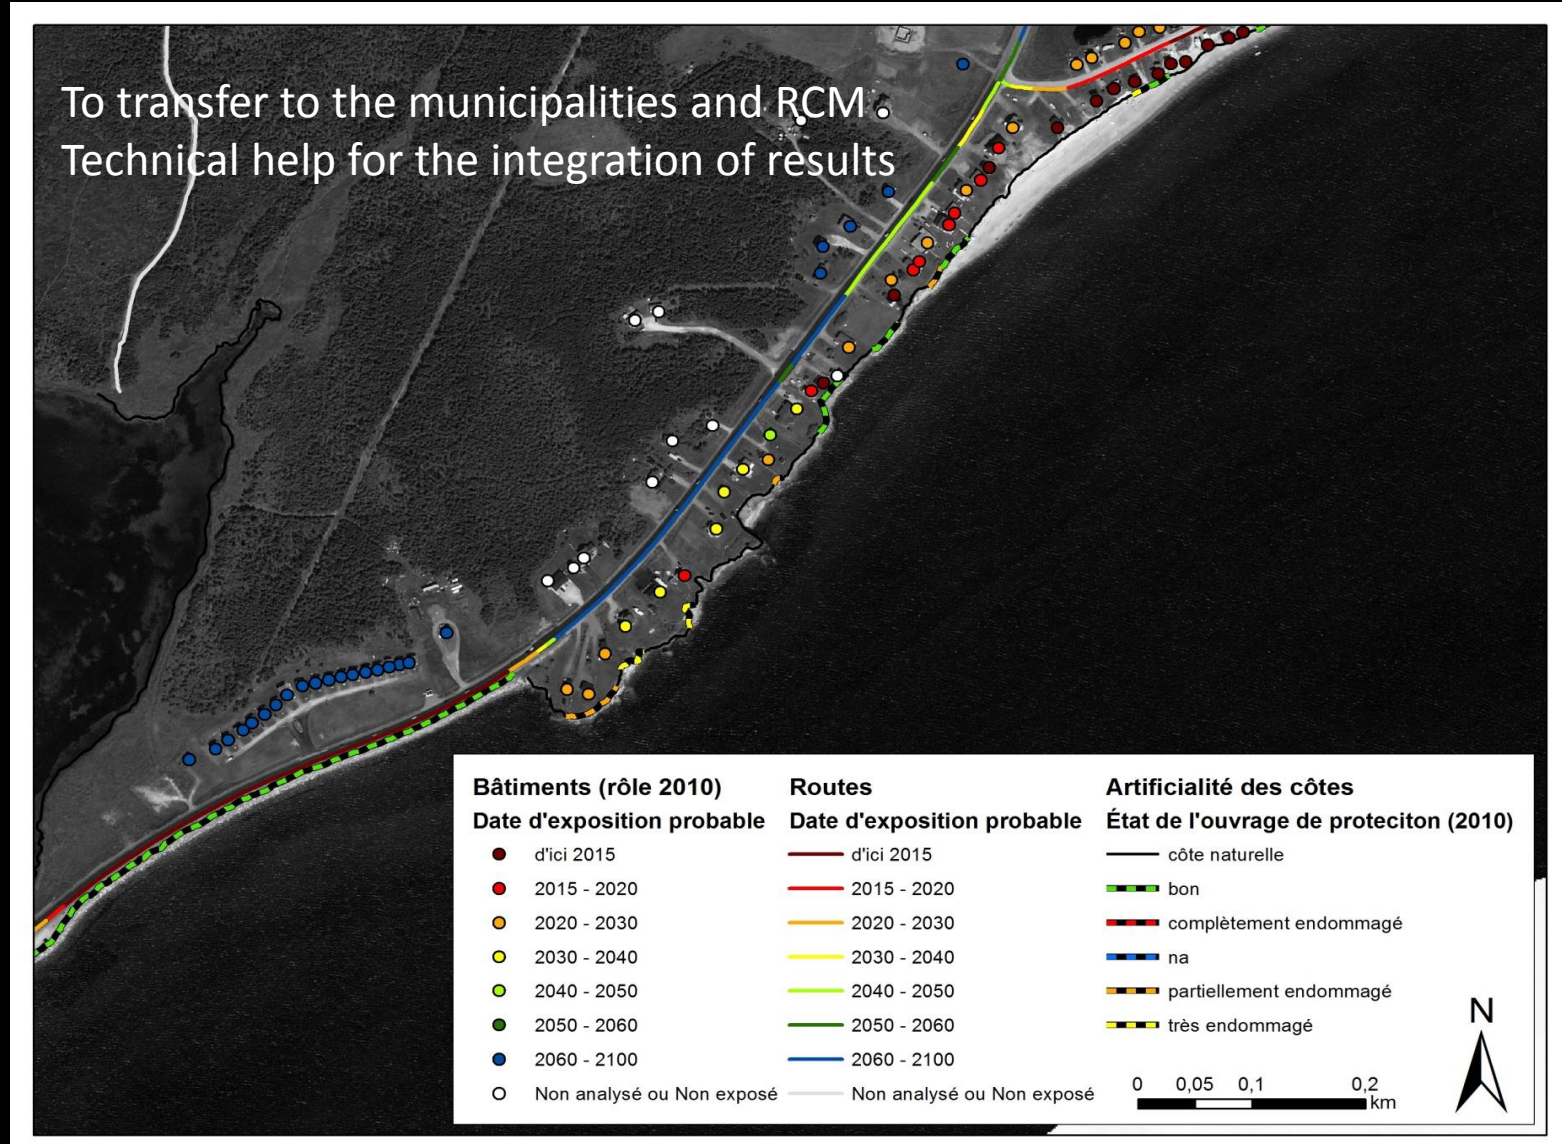 To transfer to the municipalities and RCM
Technical help for the integration of results
Bâtiments (rôle 2010)
Date d'exposition probable
d'ici 2015
2015 - 2020
2020 - 2030
2030 - 2040
2040 - 2050
2050 - 2060
2060 - 2100
Non analysé ou Non exposé
Routes
Date d'exposition probable
d'ici 2015
2015 - 2020
2020 - 2030
2030 - 2040
2040 - 2050
2050 - 2060
2060 - 2100
Non analysé ou Non exposé
Artificialité des côtes
État de l'ouvrage de proteciton (2010)
côte naturelle
bon
complètement endommagé
na
partiellement endommagé
très endommagé
N
0 0,05 0,1 0,2
km